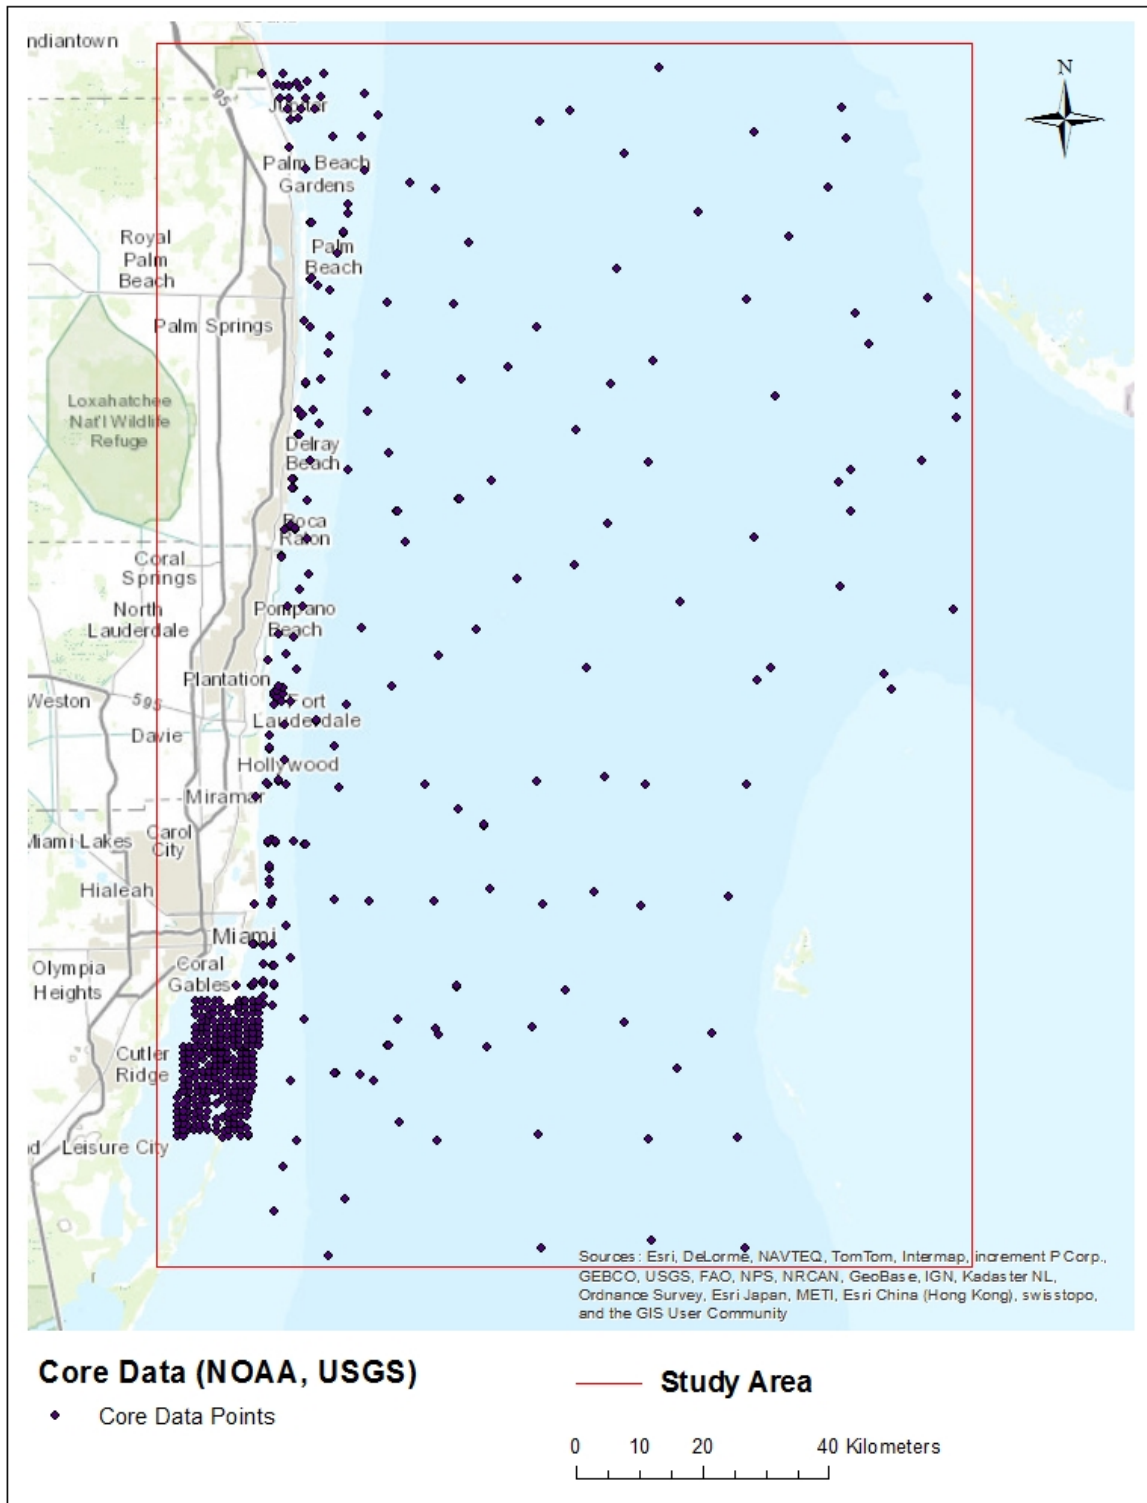 ndiantown
N
95
Jupiter
Palm Beach
Gardens
Royal
Palm
Beach
Palm
Beach
Palm Springs
Loxahatchee
Nat'l Wildlife
Refuge
Delray
Beach
Boca
Raton
Coral
Springs
North
Lauderdale
Pompano
Beach
Plantation
Weston
595
Fort
Lauderdale
Davie
Hollywood
Miramar
Miami Lakes
Carol
City
Hialeah
Miami
Olympia
Heights
Coral
Gables
Cutler
Ridge
d
Leisure City
Sources: Esri, DeLorme, NAVTEQ, TomTom, Intermap, increment P Corp.,
GEBCO, USGS, FAO, NPS, NRCAN, GeoBase, IGN, Kadaster NL,
Ordnance Survey, Esri Japan, METI, Esri China (Hong Kong), swisstopo,
and the GIS User Community
Core Data (NOAA, USGS)
Core Data Points
Study Area
0 10 20 40 Kilometers